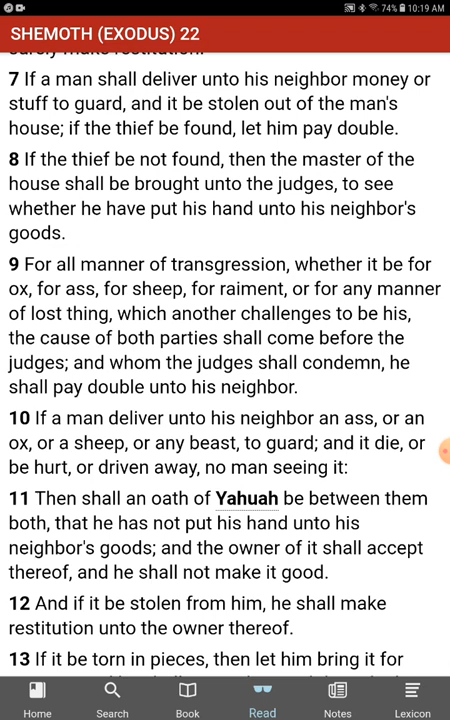 74% 10:19 AM
SHEMOTH (EXODUS) 22
surely make restitution.
7 If a man shall deliver unto his neighbor money or
stuff to guard, and it be stolen out of the man's
house; if the thief be found, let him pay double.
8 If the thief be not found, then the master of the
house shall be brought unto the judges, to see
whether he have put his hand unto his neighbor's
goods.
9 For all manner of transgression, whether it be for
ox, for ass, for sheep, for raiment, or for any manner
of lost thing, which another challenges to be his,
the cause of both parties shall come before the
judges; and whom the judges shall condemn, he
shall pay double unto his neighbor.
10 If a man deliver unto his neighbor an ass, or an
ox, or a sheep, or any beast, to guard; and it die, or
be hurt, or driven away, no man seeing it:
11 Then shall an oath of Yahuah be between them
both, that he has not put his hand unto his
neighbor's goods; and the owner of it shall accept
thereof, and he shall not make it good.
12 And if it be stolen from him, he shall make
restitution unto the owner thereof.
13 If it be torn in pieces, then let him bring it for
Home Search Book Read Notes Lexicon